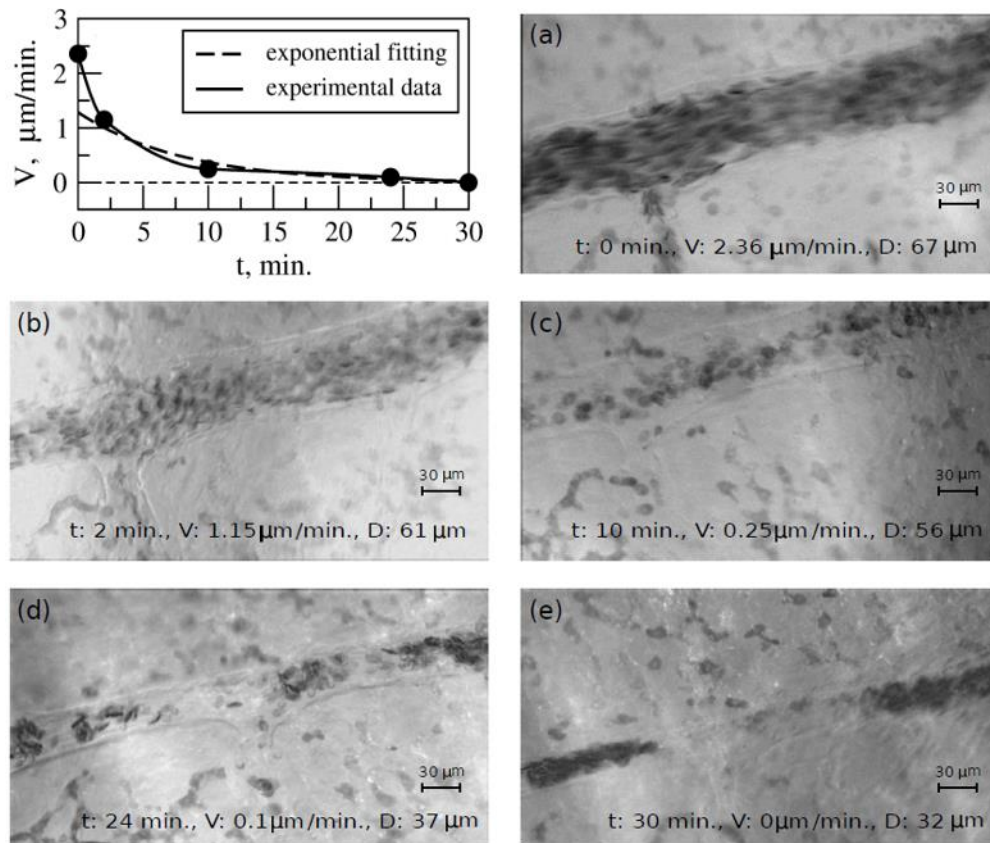 3
2
1
0
V, μm/min.
exponential fitting
experimental data
0 5 10 15 20 25 30
t, min.
(a)
30 μm
t: 0 min., V: 2.36 μm/min., D: 67 μm
(b)
30 μm
t: 2 min., V: 1.15μm/min., D: 61 μm
(c)
30 μm
t: 10 min., V: 0.25μm/min., D: 56 μm
(d)
30 μm
t: 24 min., V: 0.1μm/min., D: 37 μm
(e)
30 μm
t: 30 min., V: 0μm/min., D: 32 μm